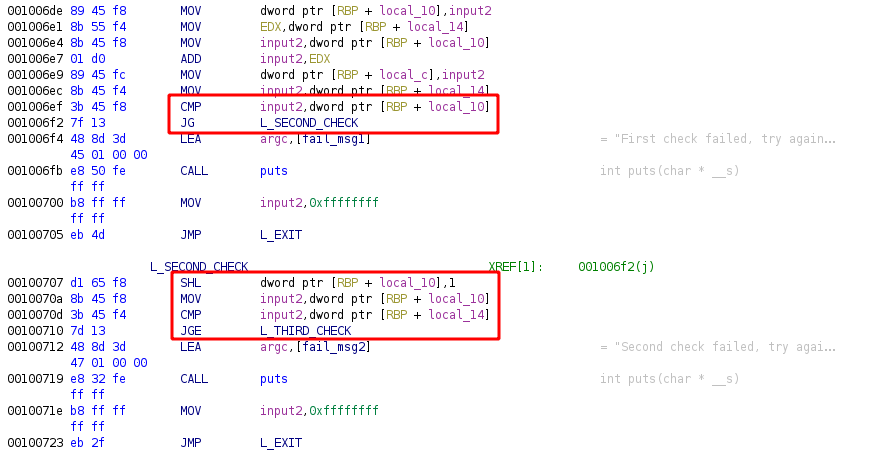 001006de 89 45 f8 MOV dword ptr [RBP + local_10],input2
001006e1 8b 55 f4 MOV EDX,dword ptr [RBP + local_14]
001006e4 8b 45 f8 MOV input2,dword ptr [RBP + local_10]
001006e7 01 d0 ADD input2,EDX
001006e9 89 45 fc MOV dword ptr [RBP + local_c],input2
001006ec 8b 45 f4 MOV input2,dword ptr [RBP + local_14]
001006ef 3b 45 f8 CMP input2,dword ptr [RBP + local_10]
001006f2 7f 13 JG L_SECOND_CHECK
001006f4 48 8d 3d LEA argc,[fail_msg1] = "First check failed, try again...
45 01 00 00
001006fb e8 50 fe CALL puts int puts(char * __s)
ff ff
00100700 b8 ff ff MOV input2,0xffffffff
ff ff
00100705 eb 4d JMP L_EXIT
L_SECOND_CHECK XREF[1]: 001006f2(j)
00100707 d1 65 f8 SHL dword ptr [RBP + local_10],1
0010070a 8b 45 f8 MOV input2,dword ptr [RBP + local_10]
0010070d 3b 45 f4 CMP input2,dword ptr [RBP + local_14]
00100710 7d 13 JGE L_THIRD_CHECK
00100712 48 8d 3d LEA argc,[fail_msg2] = "Second check failed, try agai...
47 01 00 00
00100719 e8 32 fe CALL puts int puts(char * __s)
ff ff
0010071e b8 ff ff MOV input2,0xffffffff
ff ff
00100723 eb 2f JMP L_EXIT